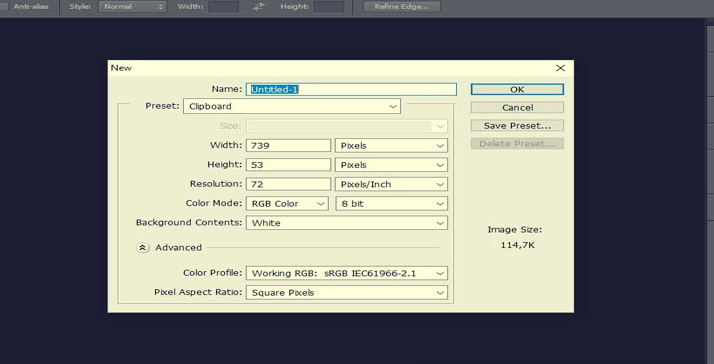 Anti-alias Style: Normal Width: Height: Refine Edge...
New
Name: Untitled-1
OK
Preset: Clipboard
Cancel
Size:
Save Preset...
Width: 739 Pixels
Delete Preset...
Height: 53 Pixels
Resolution: 72 Pixels/Inch
Color Mode: RGB Color 8 bit
Background Contents: White
Image Size:
114,7K
Advanced
Color Profile: Working RGB: sRGB IEC61966-2.1
Pixel Aspect Ratio: Square Pixels